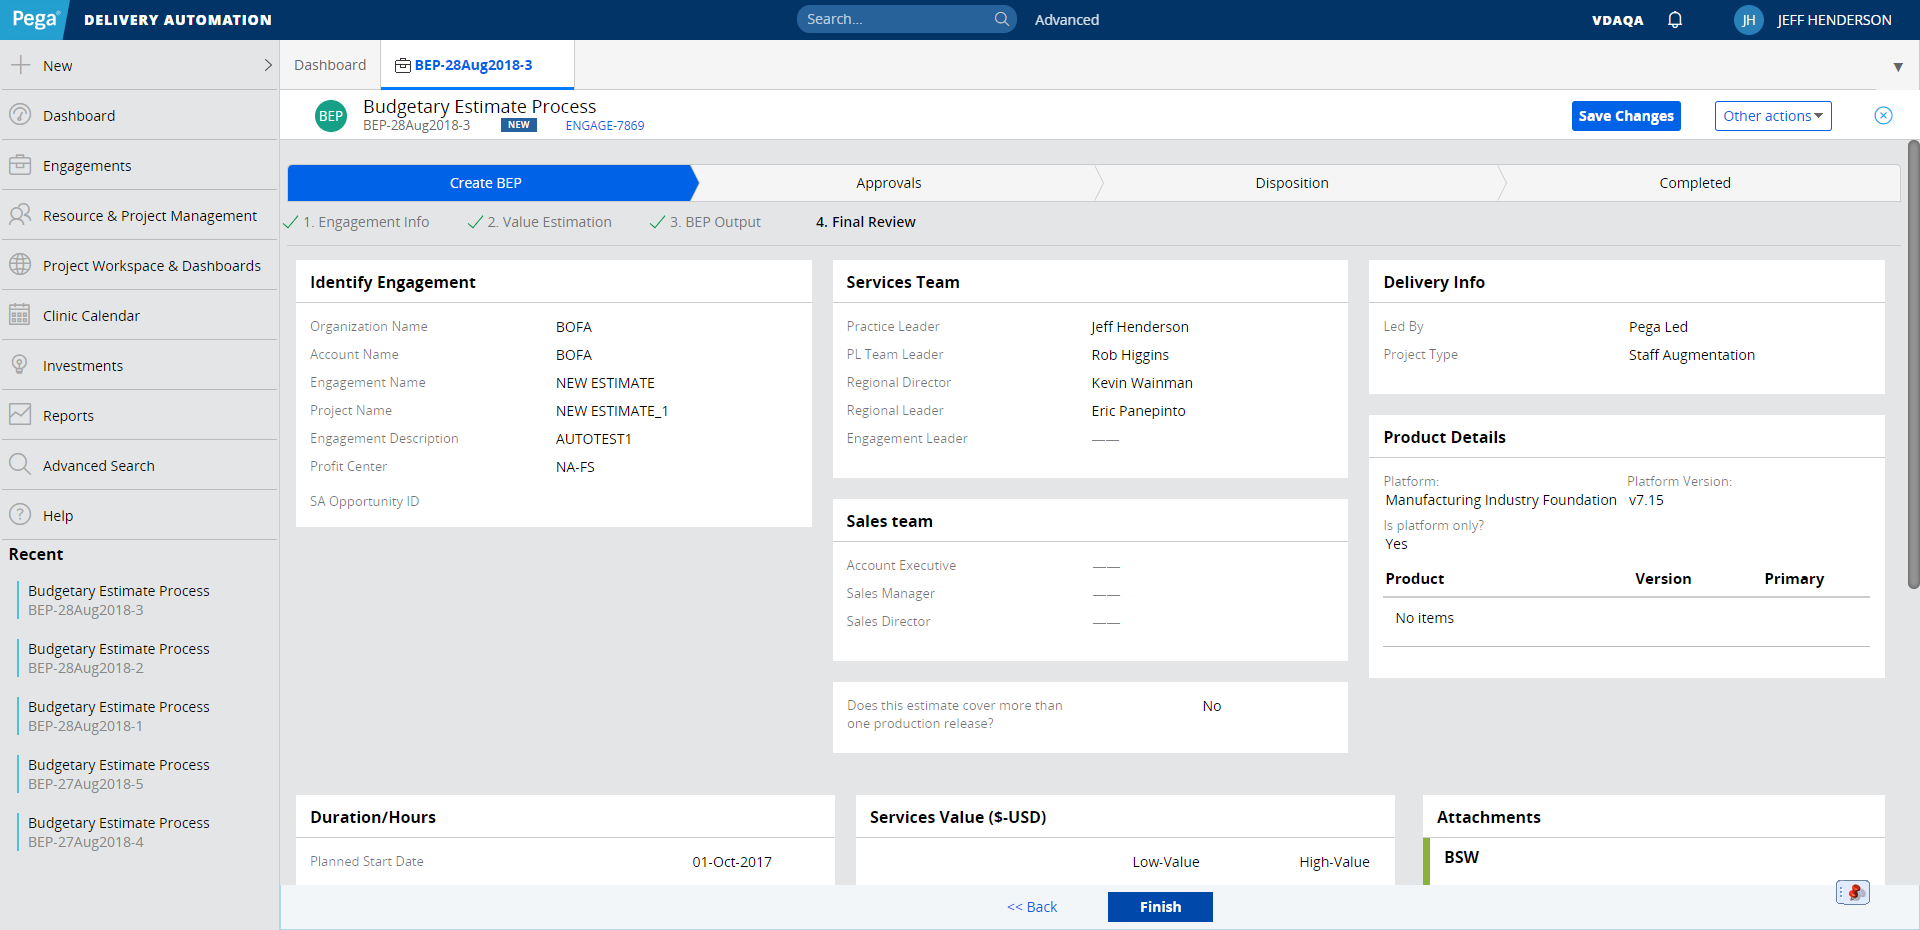 Pega DELIVERY AUTOMATION
Search... Advanced
VDAQA JH JEFF HENDERSON
New
Dashboard
Engagements
Resource & Project Management
Project Workspace & Dashboards
Clinic Calendar
Investments
Reports
Advanced Search
Help
Recent
Budgetary Estimate Process
BEP-28Aug2018-3
Budgetary Estimate Process
BEP-28Aug2018-2
Budgetary Estimate Process
BEP-28Aug2018-1
Budgetary Estimate Process
BEP-27Aug2018-5
Budgetary Estimate Process
BEP-27Aug2018-4
Dashboard BEP-28Aug2018-3
BEP Budgetary Estimate Process
BEP-28Aug2018-3 NEW ENGAGE-7869
Save Changes Other actions
Create BEP Approvals Disposition Completed
1. Engagement Info 2. Value Estimation 3. BEP Output 4. Final Review
Identify Engagement
Organization Name BOFA
Account Name BOFA
Engagement Name NEW ESTIMATE
Project Name NEW ESTIMATE_1
Engagement Description AUTOTEST1
Profit Center NA-FS
SA Opportunity ID
Services Team
Practice Leader Jeff Henderson
PL Team Leader Rob Higgins
Regional Director Kevin Wainman
Regional Leader Eric Panepinto
Engagement Leader ——
Sales team
Account Executive ——
Sales Manager ——
Sales Director ——
Does this estimate cover more than No
one production release?
Delivery Info
Led By Pega Led
Project Type Staff Augmentation
Product Details
Platform: Platform Version:
Manufacturing Industry Foundation v7.15
Is platform only?
Yes
Product Version Primary
No items
Duration/Hours
Planned Start Date 01-Oct-2017
Services Value ($-USD)
Low-Value High-Value
Attachments
BSW
<< Back Finish